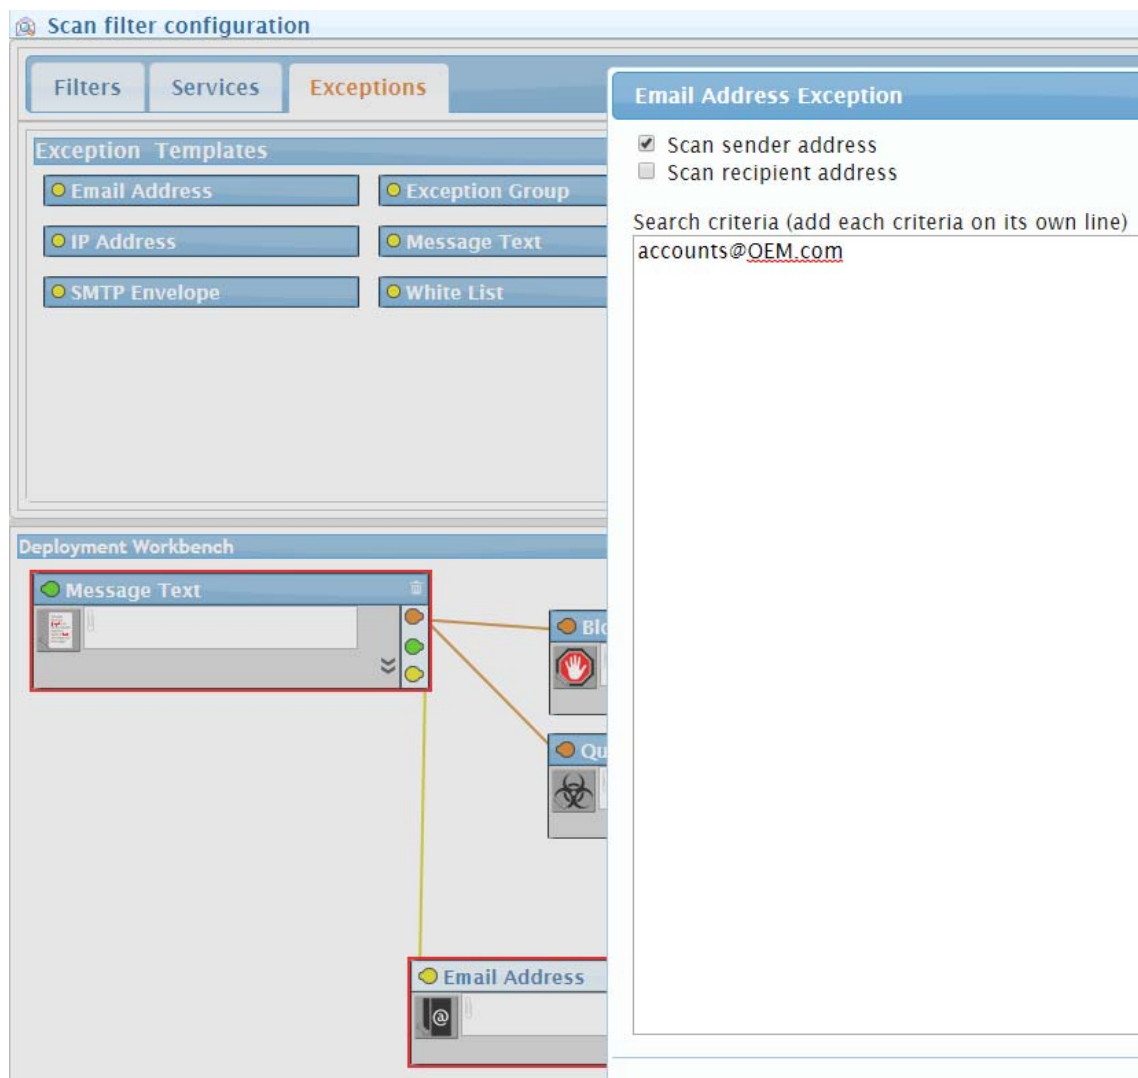 Scan filter configuration
Filters Services Exceptions
Exception Templates
Email Address Exception Group
IP Address Message Text
SMTP Envelope White List
Email Address Exception
Scan sender address
Scan recipient address
Search criteria (add each criteria on its own line)
accounts@OEM.com
Deployment Workbench
Message Text
Email Address